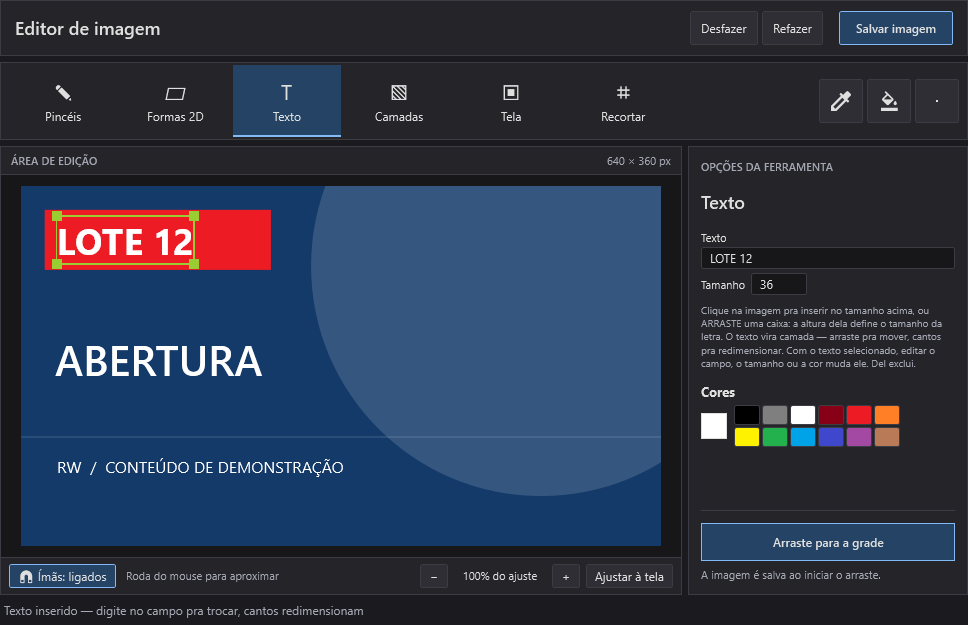 Editor de imagem
Desfazer
Refazer
Salvar imagem
Pincéis
Formas 2D
Texto
Camadas
Tela
Recortar
ÁREA DE EDIÇÃO
640 × 360 px
LOTE 12
ABERTURA
RW / CONTEÚDO DE DEMONSTRAÇÃO
Ímãs: ligados
Roda do mouse para aproximar
−
100% do ajuste
+
Ajustar à tela
OPÇÕES DA FERRAMENTA
Texto
Texto
LOTE 12
Tamanho
36
Clique na imagem pra inserir no tamanho acima, ou
ARRASTE uma caixa: a altura dela define o tamanho da
letra. O texto vira camada — arraste pra mover, cantos
pra redimensionar. Com o texto selecionado, editar o
campo, o tamanho ou a cor muda ele. Del exclui.
Cores
Arraste para a grade
A imagem é salva ao iniciar o arraste.
Texto inserido — digite no campo pra trocar, cantos redimensionam